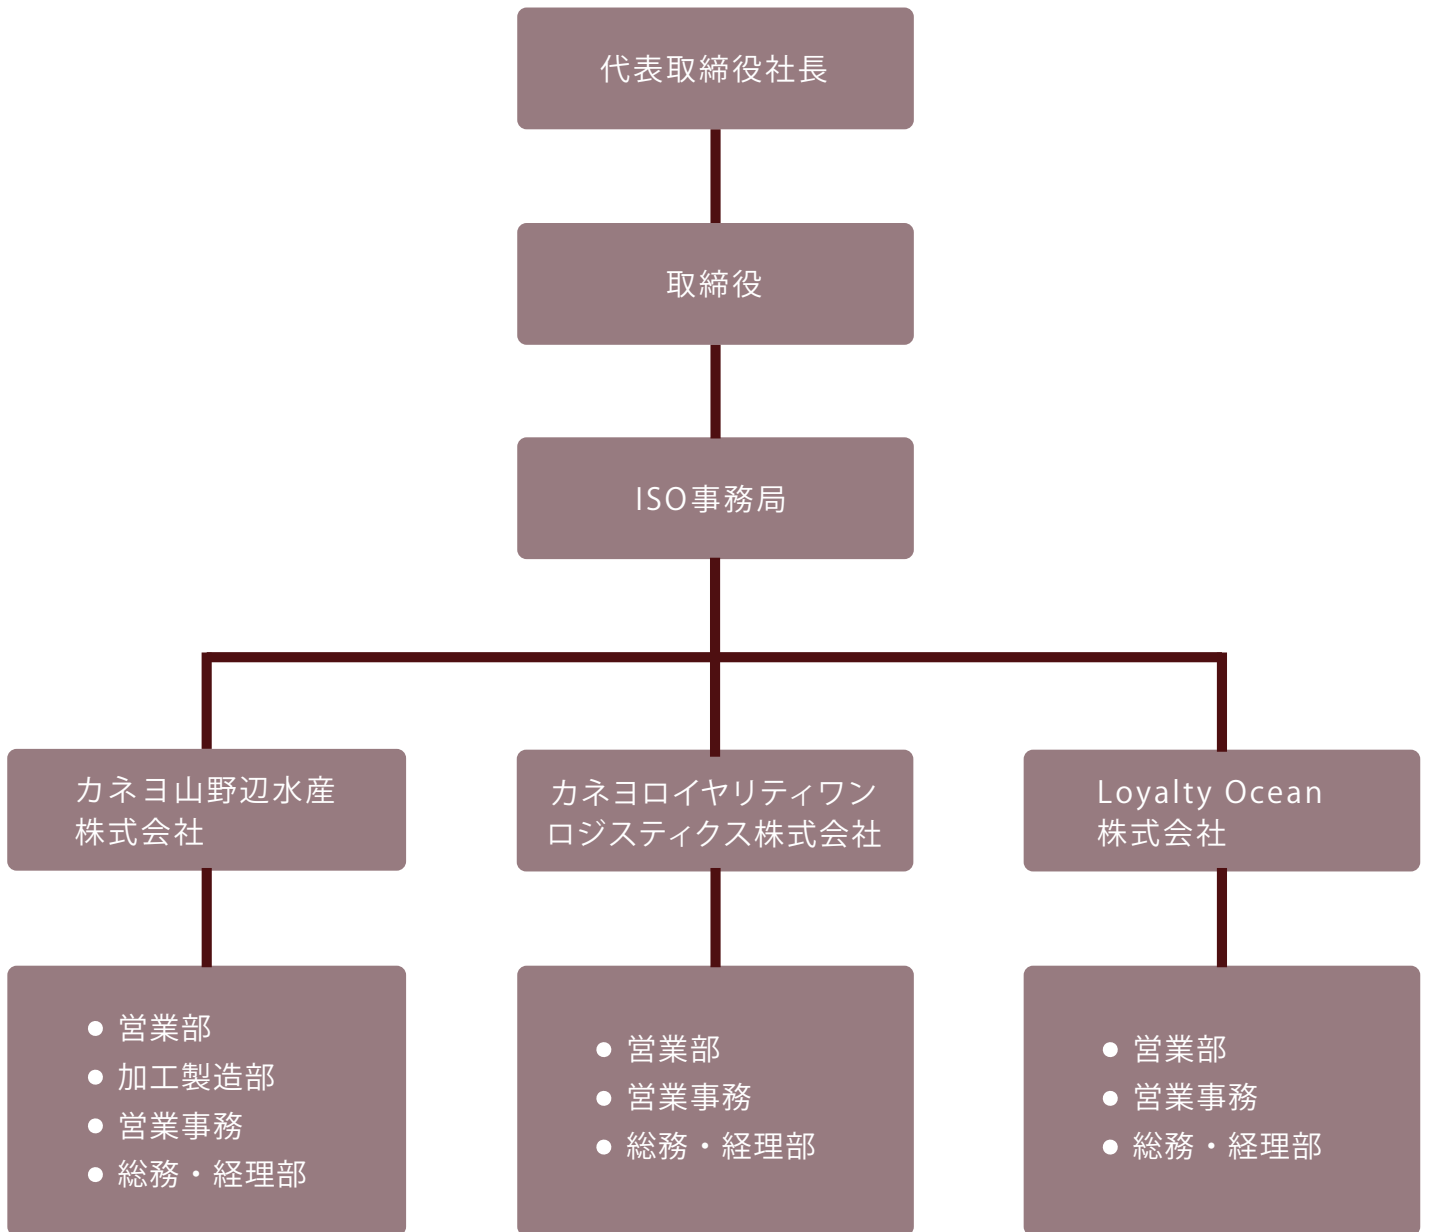 代表取締役社長
取締役
ISO事務局
カネヨ山野辺水産
株式会社
カネヨロイヤリティワン
ロジスティクス株式会社
Loyalty Ocean
株式会社
● 営業部
● 加工製造部
● 営業事務
● 総務・経理部
● 営業部
● 営業事務
● 総務・経理部
● 営業部
● 営業事務
● 総務・経理部